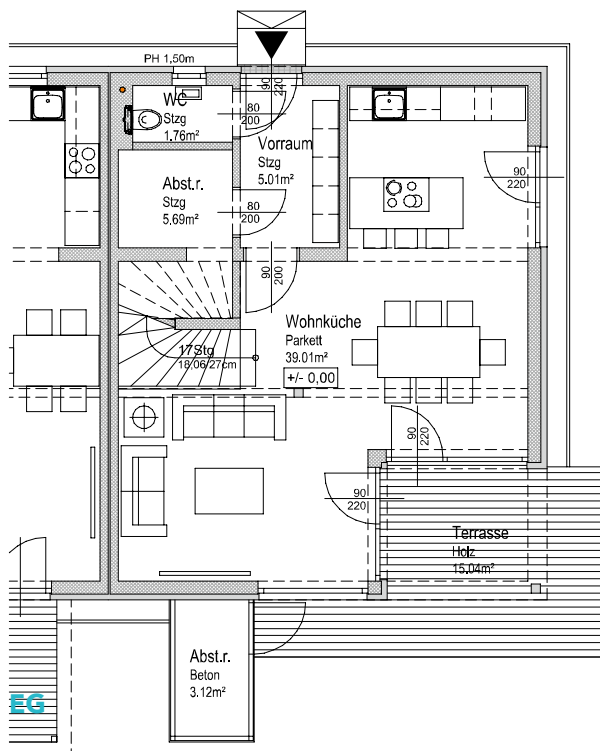 PH 1,50m
90
220
WC
Stzg
1.76m²
80
200
Vorraum
Stzg
5.01m²
Abst.r.
Stzg
5.69m²
80
200
90
220
90
200
Wohnküche
Parkett
39.01m²
+/- 0,00
17Stg
18,06/27cm
90
220
90
220
Terrasse
Holz
15.04m²
Abst.r.
Beton
3.12m²
EG